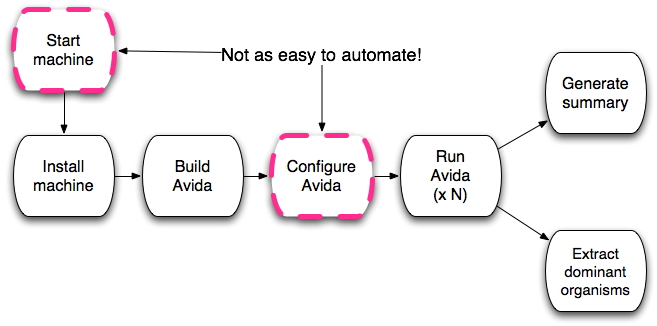 Start
machine
Not as easy to automate!
Generate
summary
Install
machine
Build
Avida
Configure
Avida
Run
Avida
(x N)
Extract
dominant
organisms